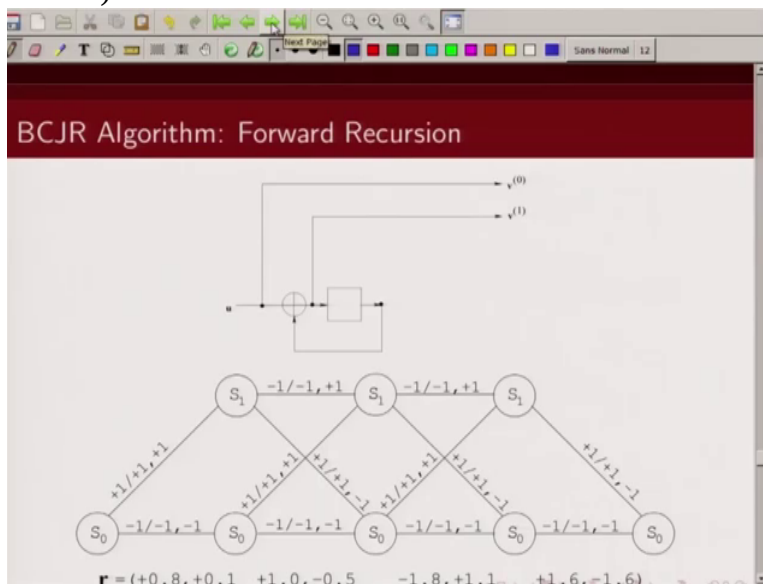 Next Page
Sans Normal 12
BCJR Algorithm: Forward Recursion
v(0)
v(1)
u
S1 -1/-1,+1 S1 -1/-1,+1 S1
+1/+1,+1 +1/+1,+1 +1/+1,-1 +1/+1,+1 +1/+1,-1 +1/+1,-1
S0 -1/-1,-1 S0 -1/-1,-1 S0 -1/-1,-1 S0 -1/-1,-1 S0
r = (+0.8,+0.1 +1.0,-0.5 -1.8,+1.1 +1.6,-1.6)